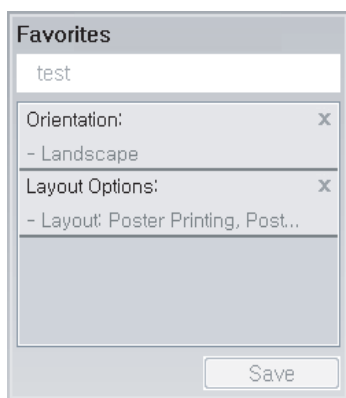 Favorites
test
Orientation: x
- Landscape
Layout Options: x
- Layout: Poster Printing, Post...
Save